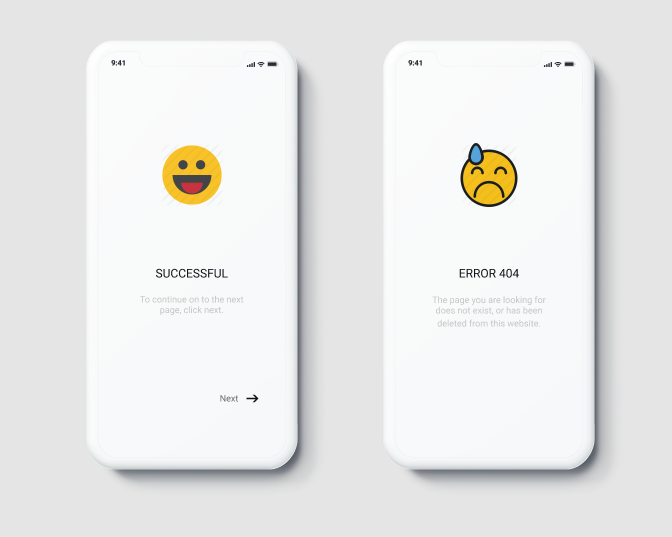 9:41
SUCCESSFUL
To continue on to the next
page, click next.
Next
9:41
ERROR 404
The page you are looking for
does not exist, or has been
deleted from this website.